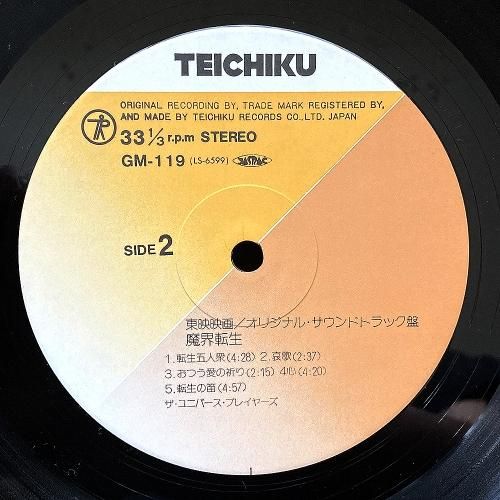 TEICHIKU
ORIGINAL RECORDING BY, TRADE MARK REGISTERED BY,
AND MADE BY TEICHIKU RECORDS CO.,LTD. JAPAN
33 1/3 r.p.m STEREO
GM-119 (LS-6599) JASRAC
SIDE 2
東映映画/オリジナル・サウンドトラック盤
魔界転生
1. 転生五人衆(4:28) 2. 哀歌(2:37)
3. おつう愛の祈り(2:15) 4心(4:20)
5. 転生の笛(4:57)
ザ・ユニバース・プレイヤーズ